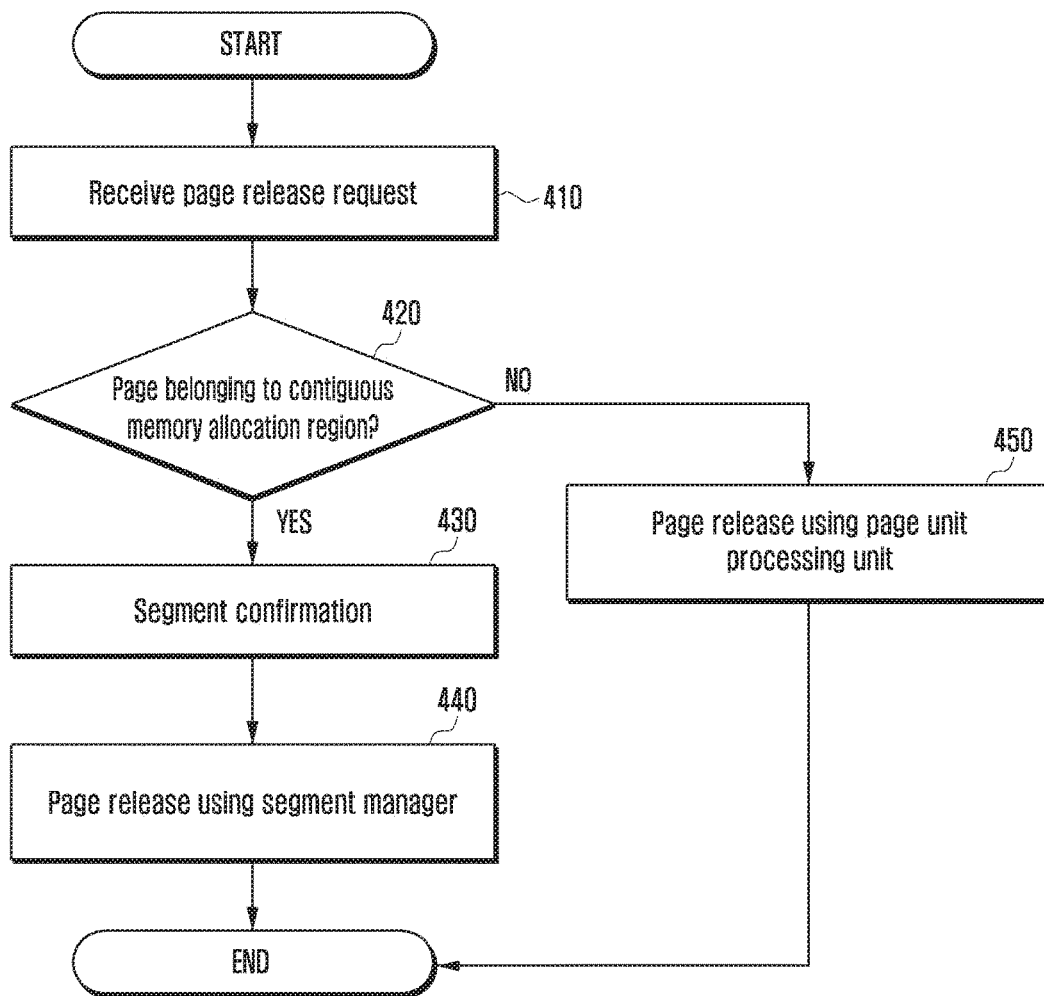 START
Receive page release request
410
420
Page belonging to contiguous
memory allocation region?
NO
YES
430
Segment confirmation
450
Page release using page unit
processing unit
440
Page release using segment manager
END